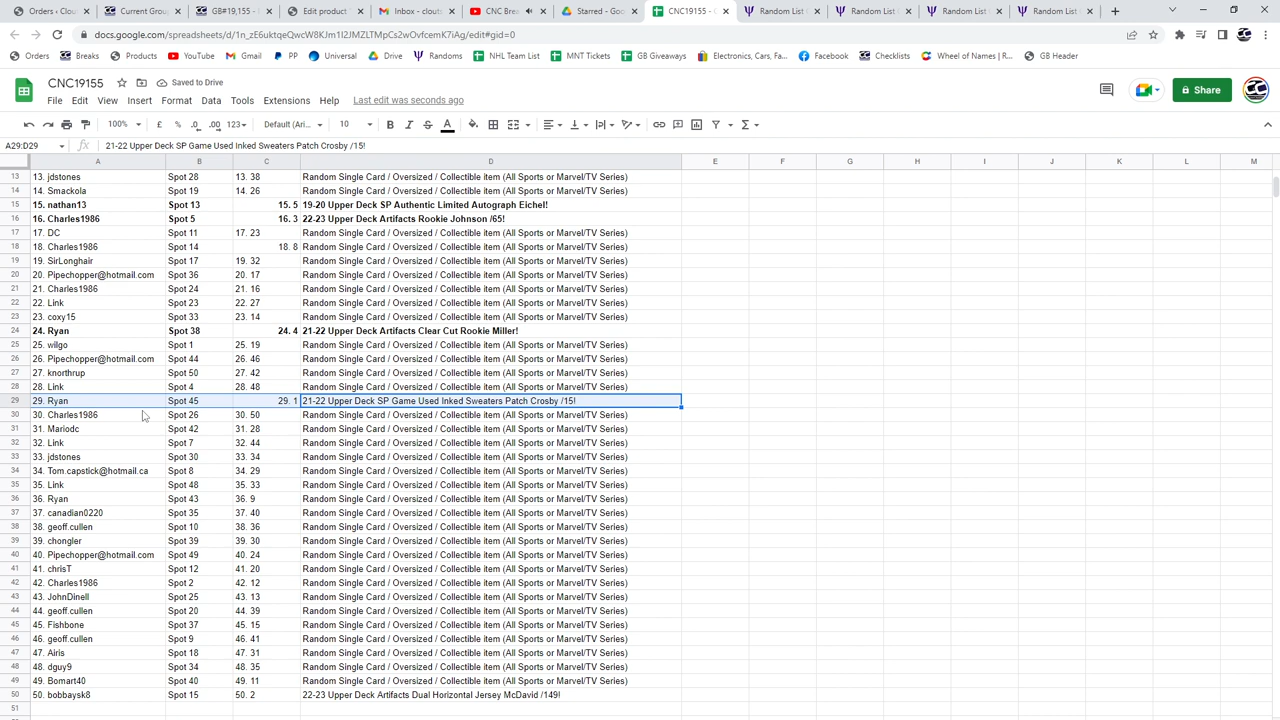 Orders ‹ Clou
Current Grou
GB#19,155 -
Edit product '
Inbox - clouts
CNC Brea
Starred - Goo
CNC19155 -
Random List
Random List
Random List
Random List
docs.google.com/spreadsheets/d/1n_zE6uktqeQwcW8KJm1I2JMZLTMpCs2wOvfcemK7iAg/edit#gid=0
Orders Breaks Products YouTube Gmail PP Universal Drive Randoms NHL Team List MNT Tickets GB Giveaways Electronics, Cars, Fa... Facebook Checklists Wheel of Names | R... GB Header
CNC19155 Saved to Drive
File Edit View Insert Format Data Tools Extensions Help Last edit was seconds ago
Share
100% £ % .0 .00 123 Default (Ari... 10 B I S A
A29:D29 fx 21-22 Upper Deck SP Game Used Inked Sweaters Patch Crosby /15!
A B C D E F G H I J K L M
13 13. jdstones Spot 28 13. 38 Random Single Card / Oversized / Collectible item (All Sports or Marvel/TV Series)
14 14. Smackola Spot 19 14. 26 Random Single Card / Oversized / Collectible item (All Sports or Marvel/TV Series)
15 15. nathan13 Spot 13 15. 5 19-20 Upper Deck SP Authentic Limited Autograph Eichel!
16 16. Charles1986 Spot 5 16. 3 22-23 Upper Deck Artifacts Rookie Johnson /65!
17 17. DC Spot 11 17. 23 Random Single Card / Oversized / Collectible item (All Sports or Marvel/TV Series)
18 18. Charles1986 Spot 14 18. 8 Random Single Card / Oversized / Collectible item (All Sports or Marvel/TV Series)
19 19. SirLonghair Spot 17 19. 32 Random Single Card / Oversized / Collectible item (All Sports or Marvel/TV Series)
20 20. Pipechopper@hotmail.com Spot 36 20. 17 Random Single Card / Oversized / Collectible item (All Sports or Marvel/TV Series)
21 21. Charles1986 Spot 24 21. 16 Random Single Card / Oversized / Collectible item (All Sports or Marvel/TV Series)
22 22. Link Spot 23 22. 27 Random Single Card / Oversized / Collectible item (All Sports or Marvel/TV Series)
23 23. coxy15 Spot 33 23. 14 Random Single Card / Oversized / Collectible item (All Sports or Marvel/TV Series)
24 24. Ryan Spot 38 24. 4 21-22 Upper Deck Artifacts Clear Cut Rookie Miller!
25 25. wilgo Spot 1 25. 19 Random Single Card / Oversized / Collectible item (All Sports or Marvel/TV Series)
26 26. Pipechopper@hotmail.com Spot 44 26. 46 Random Single Card / Oversized / Collectible item (All Sports or Marvel/TV Series)
27 27. knorthrup Spot 50 27. 42 Random Single Card / Oversized / Collectible item (All Sports or Marvel/TV Series)
28 28. Link Spot 4 28. 48 Random Single Card / Oversized / Collectible item (All Sports or Marvel/TV Series)
29 29. Ryan Spot 45 29. 1 21-22 Upper Deck SP Game Used Inked Sweaters Patch Crosby /15!
30 30. Charles1986 Spot 26 30. 50 Random Single Card / Oversized / Collectible item (All Sports or Marvel/TV Series)
31 31. Mariodc Spot 42 31. 28 Random Single Card / Oversized / Collectible item (All Sports or Marvel/TV Series)
32 32. Link Spot 7 32. 44 Random Single Card / Oversized / Collectible item (All Sports or Marvel/TV Series)
33 33. jdstones Spot 30 33. 34 Random Single Card / Oversized / Collectible item (All Sports or Marvel/TV Series)
34 34. Tom.capstick@hotmail.ca Spot 8 34. 29 Random Single Card / Oversized / Collectible item (All Sports or Marvel/TV Series)
35 35. Link Spot 48 35. 33 Random Single Card / Oversized / Collectible item (All Sports or Marvel/TV Series)
36 36. Ryan Spot 43 36. 9 Random Single Card / Oversized / Collectible item (All Sports or Marvel/TV Series)
37 37. canadian0220 Spot 35 37. 40 Random Single Card / Oversized / Collectible item (All Sports or Marvel/TV Series)
38 38. geoff.cullen Spot 10 38. 36 Random Single Card / Oversized / Collectible item (All Sports or Marvel/TV Series)
39 39. chongler Spot 39 39. 30 Random Single Card / Oversized / Collectible item (All Sports or Marvel/TV Series)
40 40. Pipechopper@hotmail.com Spot 49 40. 24 Random Single Card / Oversized / Collectible item (All Sports or Marvel/TV Series)
41 41. chrisT Spot 12 41. 20 Random Single Card / Oversized / Collectible item (All Sports or Marvel/TV Series)
42 42. Charles1986 Spot 2 42. 12 Random Single Card / Oversized / Collectible item (All Sports or Marvel/TV Series)
43 43. JohnDinell Spot 25 43. 13 Random Single Card / Oversized / Collectible item (All Sports or Marvel/TV Series)
44 44. geoff.cullen Spot 20 44. 39 Random Single Card / Oversized / Collectible item (All Sports or Marvel/TV Series)
45 45. Fishbone Spot 37 45. 15 Random Single Card / Oversized / Collectible item (All Sports or Marvel/TV Series)
46 46. geoff.cullen Spot 9 46. 41 Random Single Card / Oversized / Collectible item (All Sports or Marvel/TV Series)
47 47. Airis Spot 18 47. 31 Random Single Card / Oversized / Collectible item (All Sports or Marvel/TV Series)
48 48. dguy9 Spot 34 48. 35 Random Single Card / Oversized / Collectible item (All Sports or Marvel/TV Series)
49 49. Bomart40 Spot 40 49. 11 Random Single Card / Oversized / Collectible item (All Sports or Marvel/TV Series)
50 50. bobbaysk8 Spot 15 50. 2 22-23 Upper Deck Artifacts Dual Horizontal Jersey McDavid /149!
51